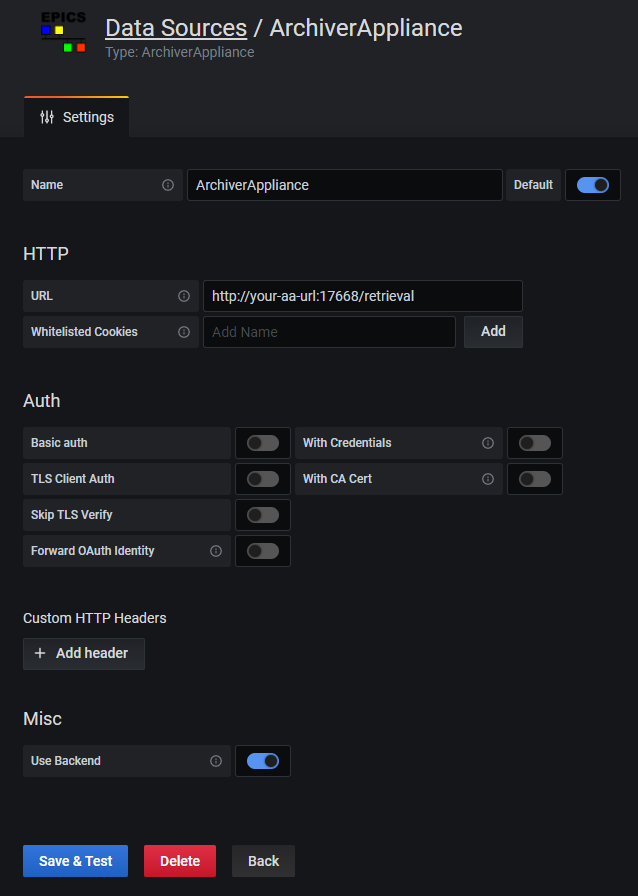 EPICS
Data Sources / ArchiverAppliance
Type: ArchiverAppliance
Settings
Name ArchiverAppliance Default
HTTP
URL http://your-aa-url:17668/retrieval
Whitelisted Cookies Add Name Add
Auth
Basic auth With Credentials
TLS Client Auth With CA Cert
Skip TLS Verify
Forward OAuth Identity
Custom HTTP Headers
+ Add header
Misc
Use Backend
Save & Test Delete Back